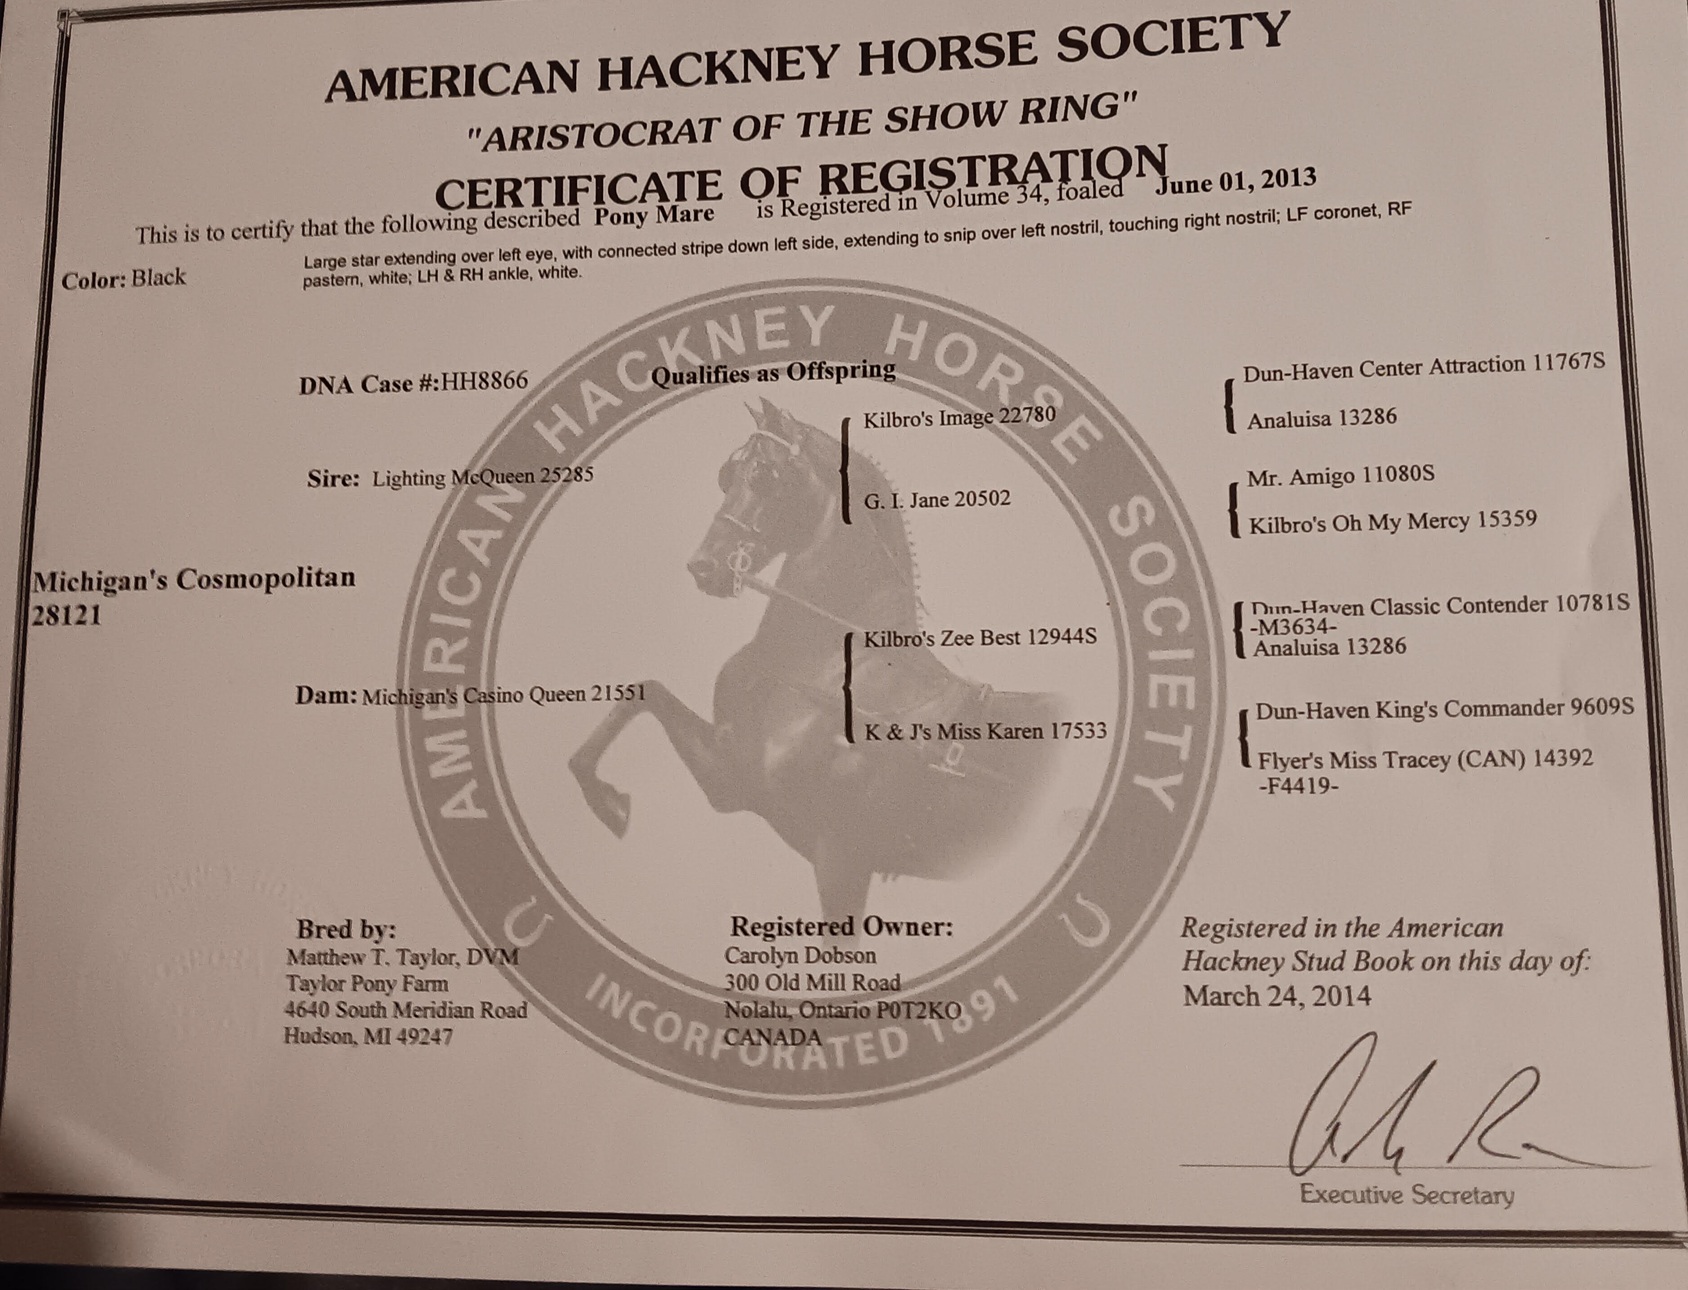 AMERICAN HACKNEY HORSE SOCIETY
"ARISTOCRAT OF THE SHOW RING"
CERTIFICATE OF REGISTRATION
This is to certify that the following described Pony Mare is Registered in Volume 34, foaled June 01, 2013
Color: Black
Large star extending over left eye, with connected stripe down left side, extending to snip over left nostril, touching right nostril; LF coronet, RF
pastern, white; LH & RH ankle, white.
DNA Case #:HH8866
Qualifies as Offspring
Dun-Haven Center Attraction 11767S
Kilbro's Image 22780
Analuisa 13286
Sire: Lighting McQueen 25285
Mr. Amigo 11080S
G. I. Jane 20502
Kilbro's Oh My Mercy 15359
Michigan's Cosmopolitan
28121
Dun-Haven Classic Contender 10781S
-M3634-
Kilbro's Zee Best 12944S
Analuisa 13286
Dam: Michigan's Casino Queen 21551
Dun-Haven King's Commander 9609S
K & J's Miss Karen 17533
Flyer's Miss Tracey (CAN) 14392
-F4419-
Bred by:
Matthew T. Taylor, DVM
Taylor Pony Farm
4640 South Meridian Road
Hudson, MI 49247
Registered Owner:
Carolyn Dobson
300 Old Mill Road
Nolalu, Ontario P0T2KO
CANADA
Registered in the American
Hackney Stud Book on this day of:
March 24, 2014
Executive Secretary
AMERICAN HACKNEY HORSE SOCIETY
INCORPORATED 1891